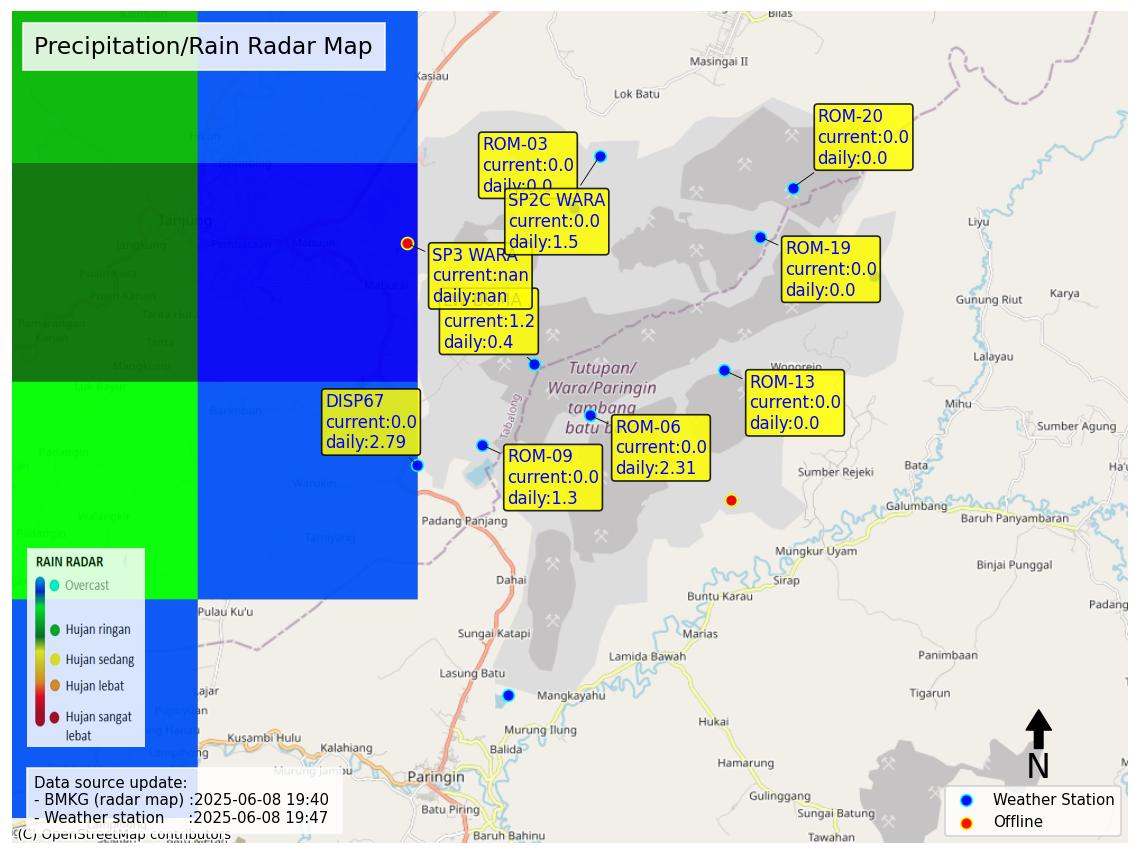 Precipitation/Rain Radar Map
Bilas
Masingai II
Kasiau
Lok Batu
ROM-20
current:0.0
daily:0.0
ROM-03
current:0.0
daily:0.0
SP2C WARA
current:0.0
daily:1.5
Tanjung
Jangkung
Pembataan
Mabuun
Maburai
SP3 WARA
current:nan
daily:nan
current:1.2
daily:0.4
ROM-19
current:0.0
daily:0.0
Liyu
Gunung Riut
Karya
Lalayau
Mihu
Sumber Agung
Tutupan/
Wara/Paringin
tambang
batu b
Wonorejo
ROM-13
current:0.0
daily:0.0
DISP67
current:0.0
daily:2.79
Tabalong
ROM-06
current:0.0
daily:2.31
ROM-09
current:0.0
daily:1.3
Sumber Rejeki
Bata
Ha'u
Galumbang
Baruh Panyambaran
Warukin
Tamiyang
Padang Panjang
Mungkur Uyam
Binjai Punggal
Dahai
Sirap
Buntu Karau
Padang
Pulau Ku'u
Sungai Katapi
Marias
Lamida Bawah
Panimbaan
Lasung Batu
Mangkayahu
Tigarun
RAIN RADAR
Overcast
Hujan ringan
Hujan sedang
Hujan lebat
Hujan sangat
lebat
Murung Ilung
Hukai
Kusambi Hulu
Kalahiang
Balida
Murung Jambu
Paringin
Hamarung
Batu Piring
Gulinggang
Sungai Batung
Baruh Bahinu
Tawahan
N
Data source update:
- BMKG (radar map) :2025-06-08 19:40
- Weather station :2025-06-08 19:47
(C) OpenStreetMap contributors
Weather Station
Offline